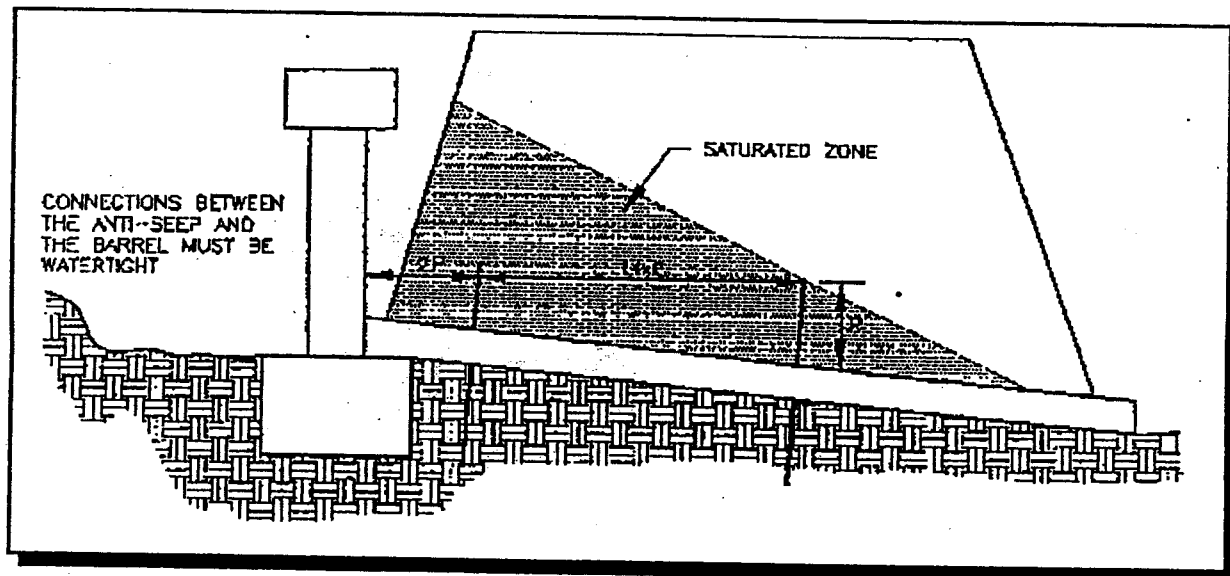 SATURATED ZONE
CONNECTIONS BETWEEN
THE ANTI-SEEP AND
THE BARREL MUST BE
WATERTIGHT
P